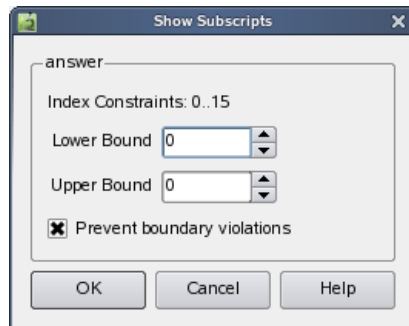 Show Subscripts
answer
Index Constraints: 0..15
Lower Bound 0
Upper Bound 0
Prevent boundary violations
OK Cancel Help